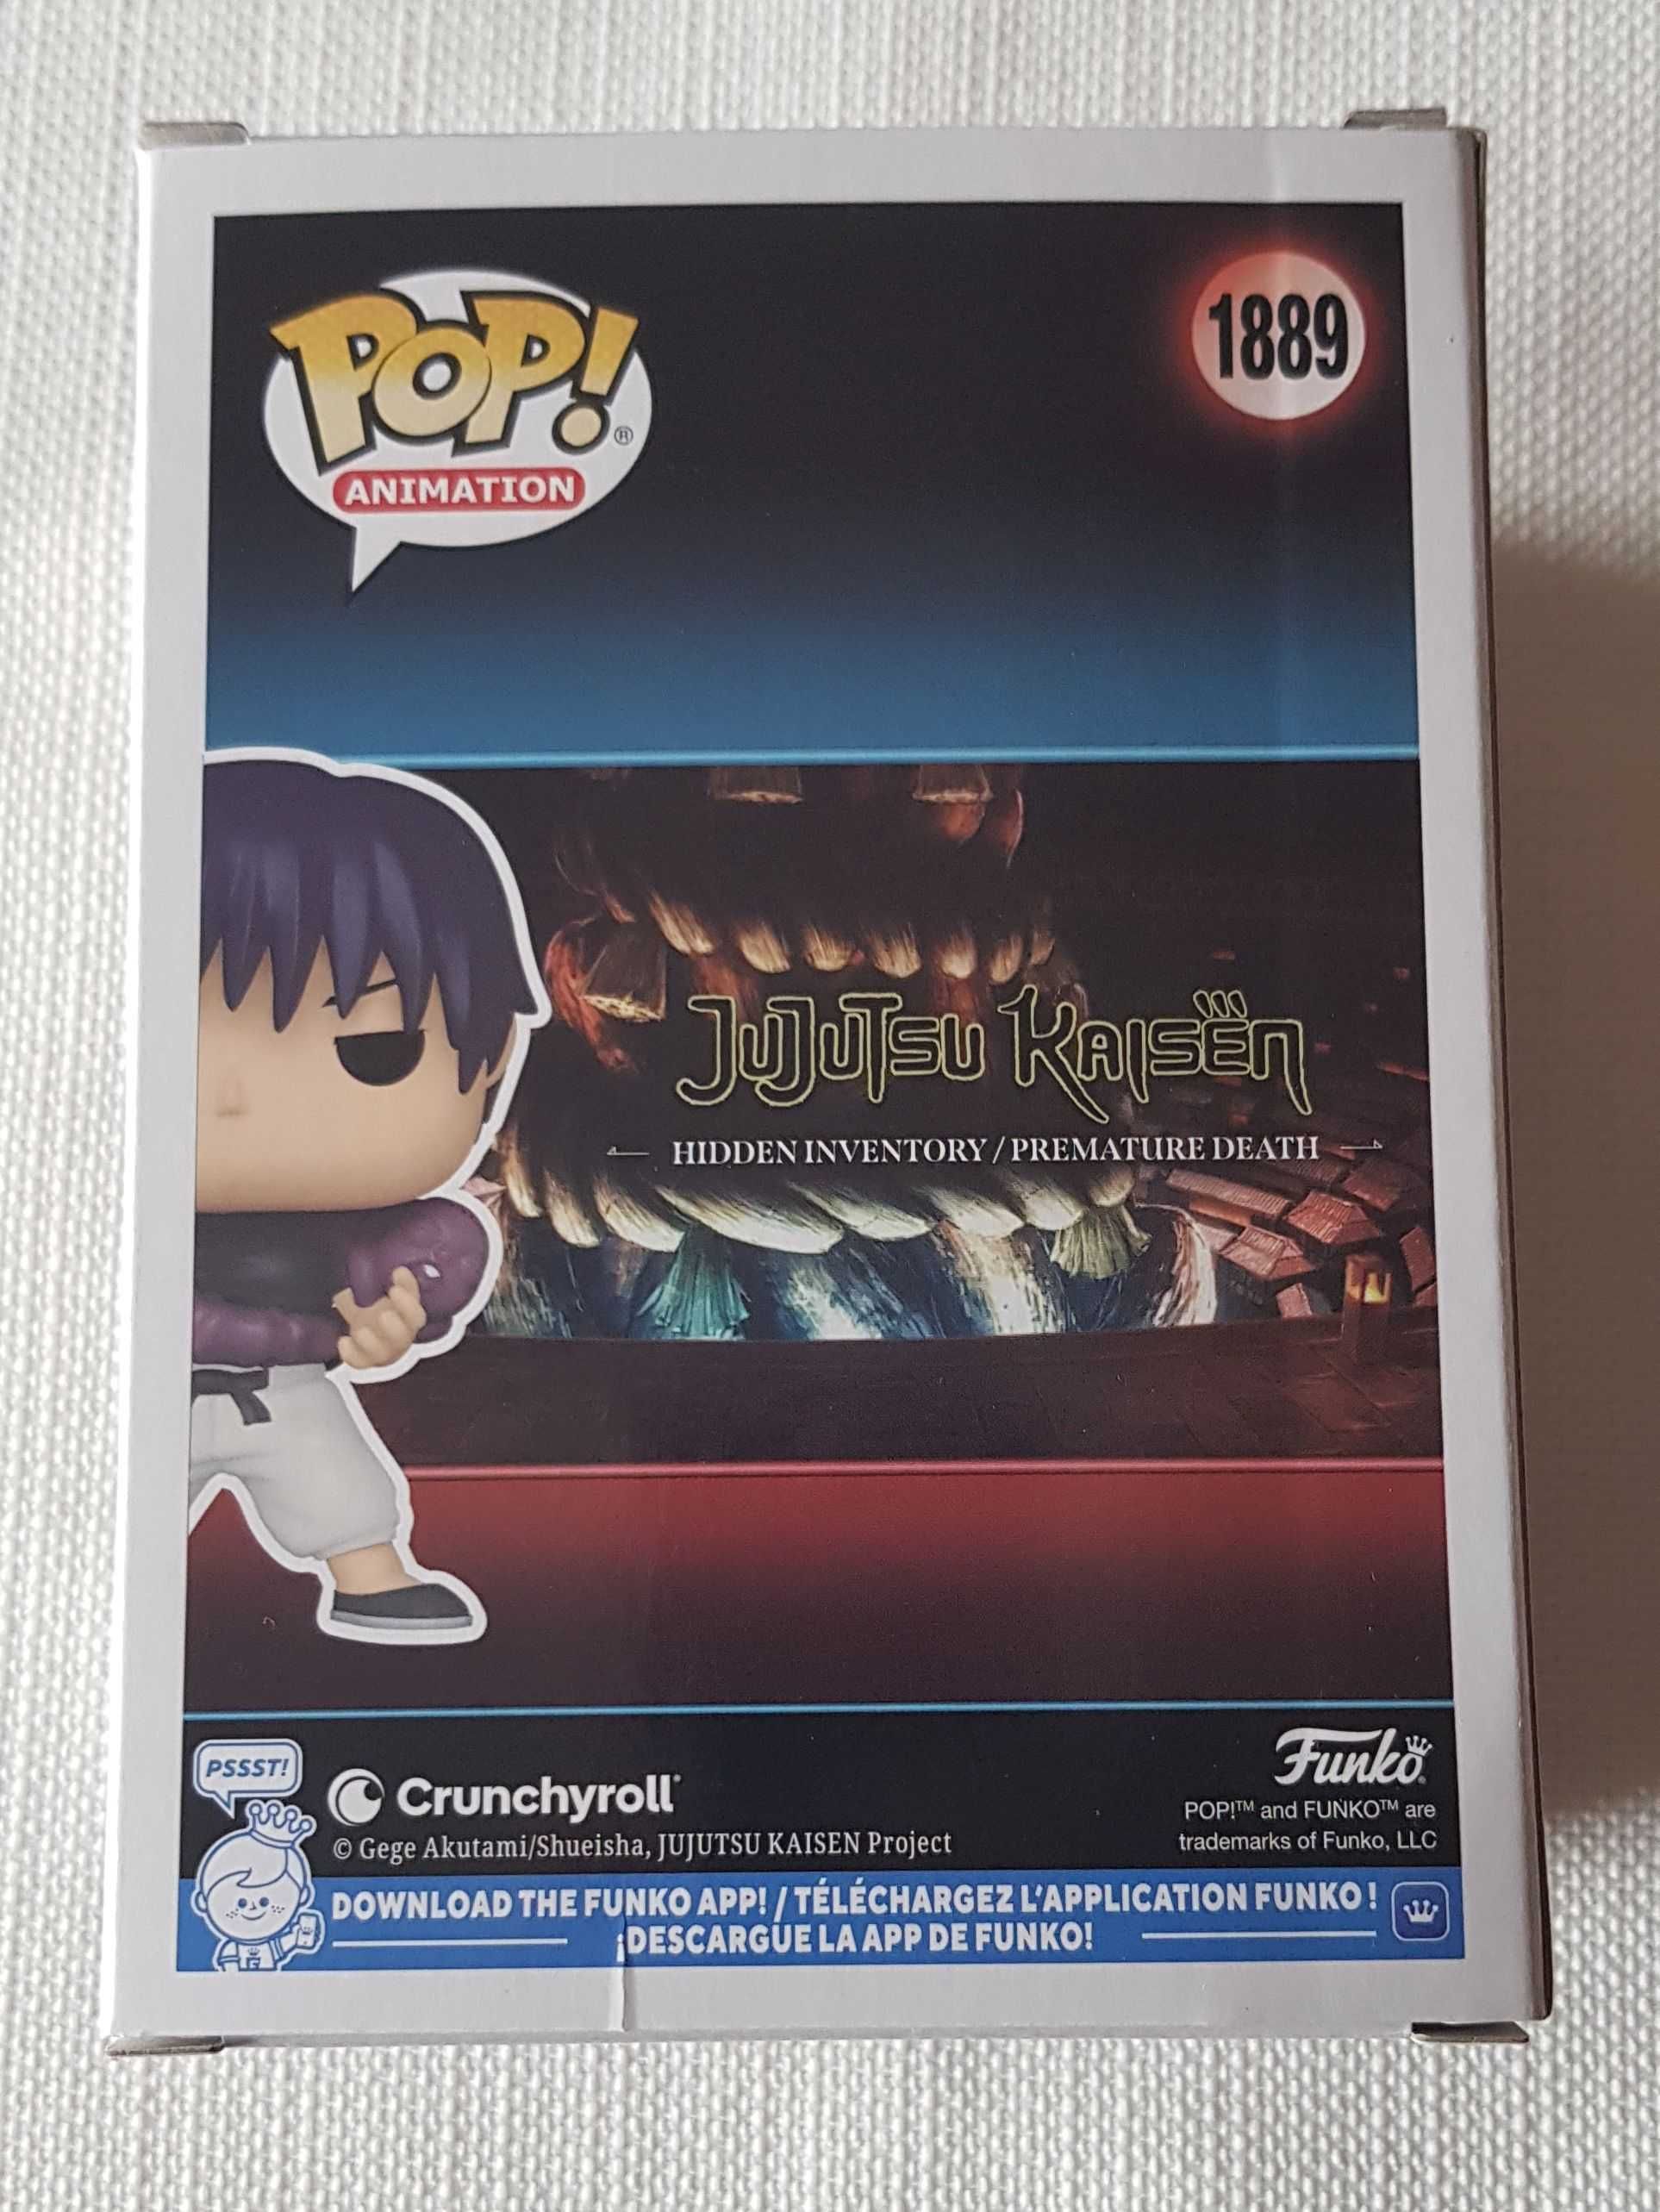 POP!®
ANIMATION
1889
JUJUTSU KAISEN
HIDDEN INVENTORY / PREMATURE DEATH
PSSST!
Crunchyroll
© Gege Akutami/Shueisha, JUJUTSU KAISEN Project
Funko
POP!™ and FUNKO™ are
trademarks of Funko, LLC
DOWNLOAD THE FUNKO APP! / TÉLÉCHARGEZ L'APPLICATION FUNKO !
¡DESCARGUE LA APP DE FUNKO!